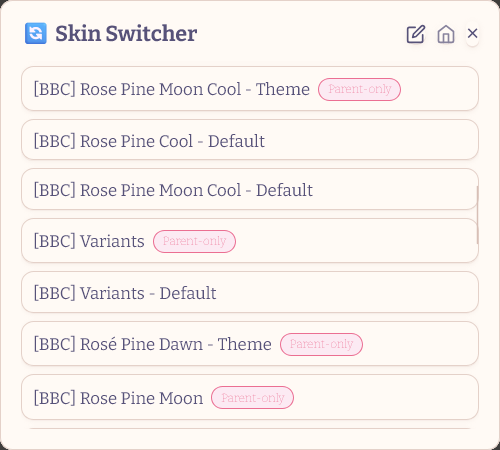 Skin Switcher
[BBC] Rose Pine Moon Cool - Theme Parent-only
[BBC] Rose Pine Cool - Default
[BBC] Rose Pine Moon Cool - Default
[BBC] Variants Parent-only
[BBC] Variants - Default
[BBC] Rosé Pine Dawn - Theme Parent-only
[BBC] Rose Pine Moon Parent-only